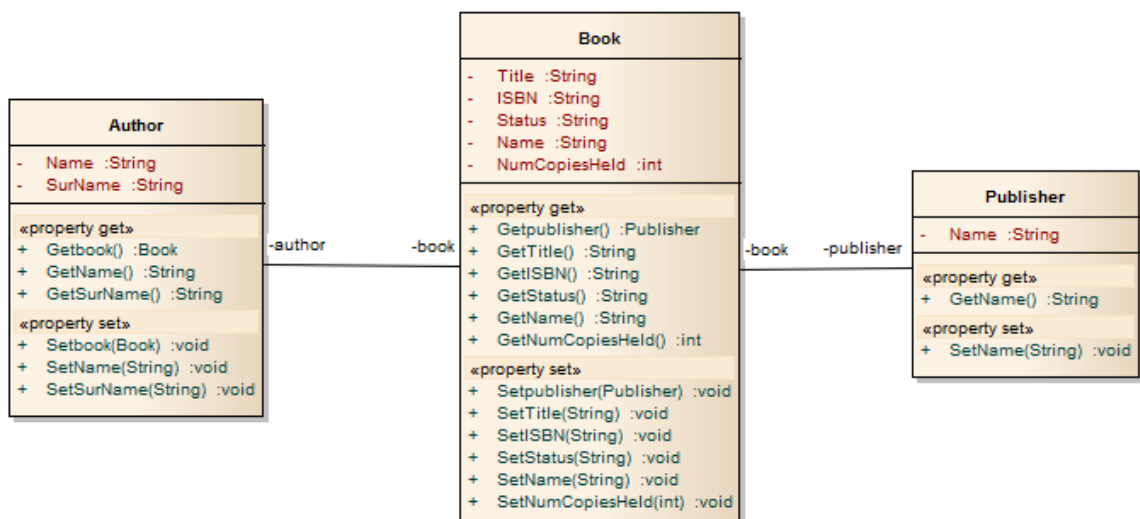 Author
- Name :String
- SurName :String
«property get»
+ Getbook() :Book
+ GetName() :String
+ GetSurName() :String
«property set»
+ Setbook(Book) :void
+ SetName(String) :void
+ SetSurName(String) :void
-author
-book
Book
- Title :String
- ISBN :String
- Status :String
- Name :String
- NumCopiesHeld :int
«property get»
+ Getpublisher() :Publisher
+ GetTitle() :String
+ GetISBN() :String
+ GetStatus() :String
+ GetName() :String
+ GetNumCopiesHeld() :int
«property set»
+ Setpublisher(Publisher) :void
+ SetTitle(String) :void
+ SetISBN(String) :void
+ SetStatus(String) :void
+ SetName(String) :void
+ SetNumCopiesHeld(int) :void
-book
-publisher
Publisher
- Name :String
«property get»
+ GetName() :String
«property set»
+ SetName(String) :void